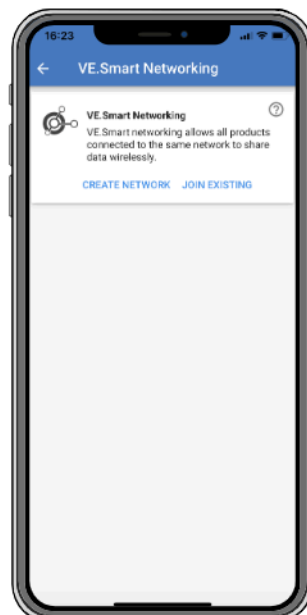 16:23
VE.Smart Networking
VE.Smart Networking
VE.Smart networking allows all products
connected to the same network to share
data wirelessly.
CREATE NETWORK JOIN EXISTING